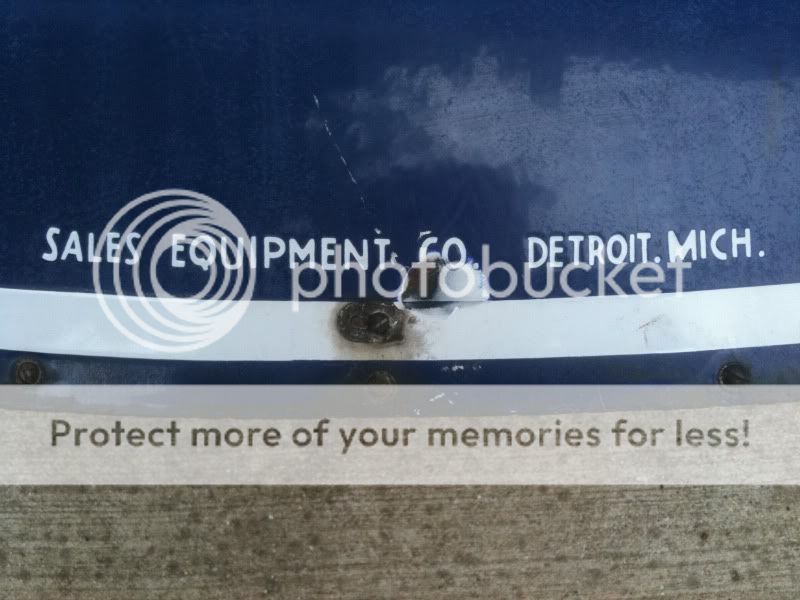 SALES EQUIPMENT CO. DETROIT. MICH.
photobucket
Protect more of your memories for less!